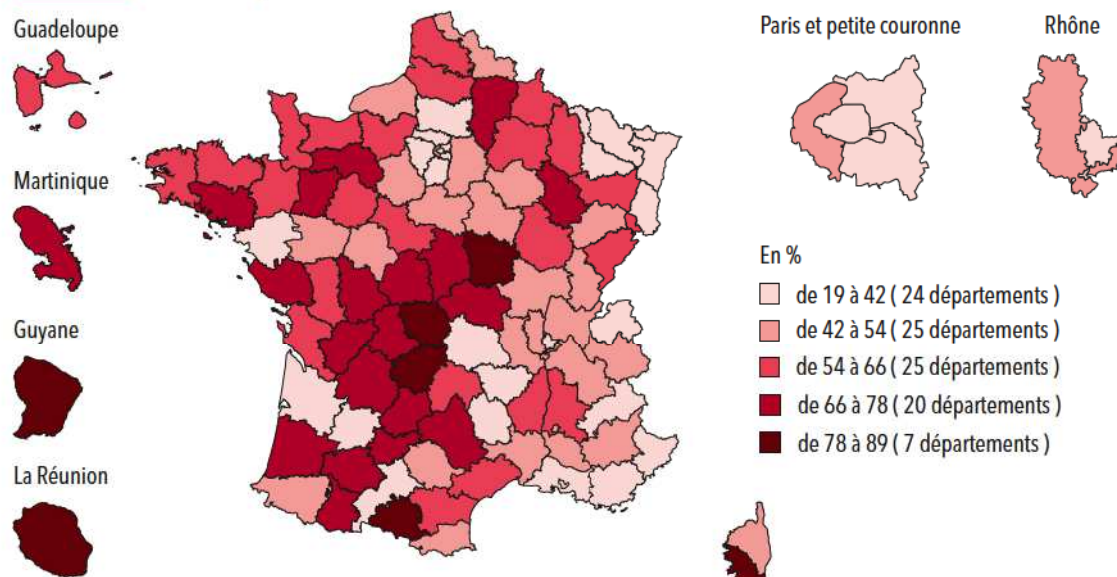 Guadeloupe
Martinique
Guyane
La Réunion
Paris et petite couronne
Rhône
En %
de 19 à 42 ( 24 départements )
de 42 à 54 ( 25 départements )
de 54 à 66 ( 25 départements )
de 66 à 78 ( 20 départements )
de 78 à 89 ( 7 départements )